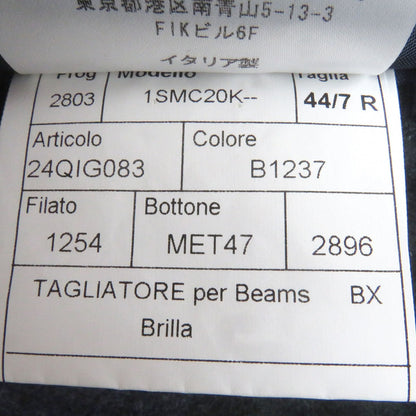 東京都港区南青山5-13-3
FIKビル6F
イタリア製
Prog Modello Taglia
2803 1SMC20K-- 44/7 R
Articolo Colore
24QIG083 B1237
Filato Bottone
1254 MET47 2896
TAGLIATORE per Beams BX
Brilla